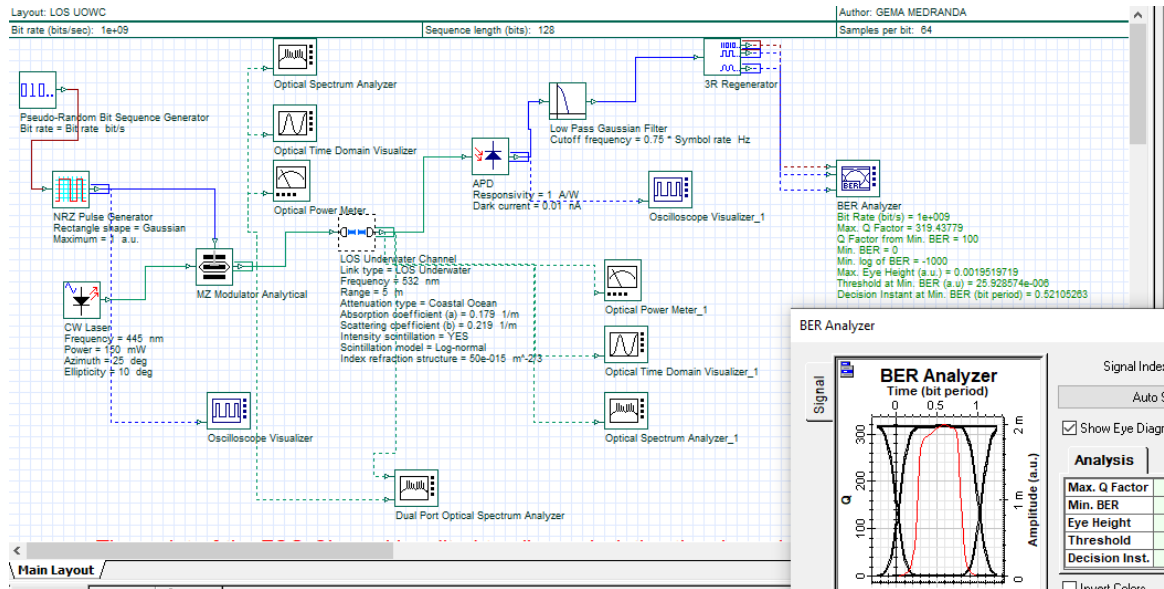 Layout: LOS UOWC
Author: GEMA MEDRANDA
Bit rate (bits/sec): 1e+09
Sequence length (bits): 128
Samples per bit: 64
Optical Spectrum Analyzer
3R Regenerator
Pseudo-Random Bit Sequence Generator
Bit rate = Bit rate bit/s
Low Pass Gaussian Filter
Cutoff frequency = 0.75 * Symbol rate Hz
Optical Time Domain Visualizer
APD
Responsivity = 1 A/W
Dark current = 0.01 nA
Optical Power Meter
NRZ Pulse Generator
Rectangle shape = Gaussian
Maximum = 1 a.u.
Oscilloscope Visualizer_1
BER
BER Analyzer
Bit Rate (bit/s) = 1e+009
Max. Q Factor = 319.43779
Q Factor from Min. BER = 100
Min. BER = 0
Min. log of BER = -1000
Max. Eye Height (a.u.) = 0.0019519719
Threshold at Min. BER (a.u) = 25.928574e-006
Decision Instant at Min. BER (bit period) = 0.52105263
LOS Underwater Channel
Link type = LOS Underwater
Frequency = 532 nm
Range = 5 m
Attenuation type = Coastal Ocean
Absorption coefficient (a) = 0.179 1/m
Scattering coefficient (b) = 0.219 1/m
Intensity scintillation = YES
Scintillation model = Log-normal
Index refraction structure = 50e-015 m^-2/3
MZ Modulator Analytical
Optical Power Meter_1
CW Laser
Frequency = 445 nm
Power = 150 mW
Azimuth = -25 deg
Ellipticity = 10 deg
Optical Time Domain Visualizer_1
Oscilloscope Visualizer
Optical Spectrum Analyzer_1
Dual Port Optical Spectrum Analyzer
Main Layout
BER Analyzer
Signal
Signal Index
Auto S
Show Eye Diagr
BER Analyzer
Time (bit period)
0 0.5 1
Q
0 100 200 300
Amplitude (a.u.)
0 1 m 2 m
Analysis
Max. Q Factor
Min. BER
Eye Height
Threshold
Decision Inst.